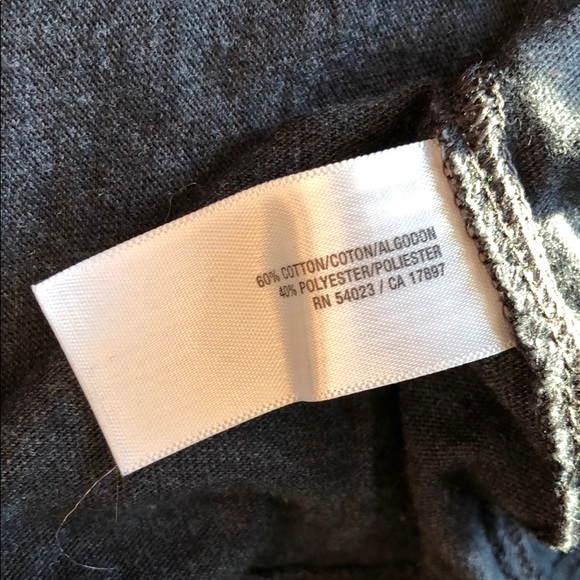 60% COTTON/COTON/ALGODON
40% POLYESTER/POLIESTER
RN 54023 / CA 17897